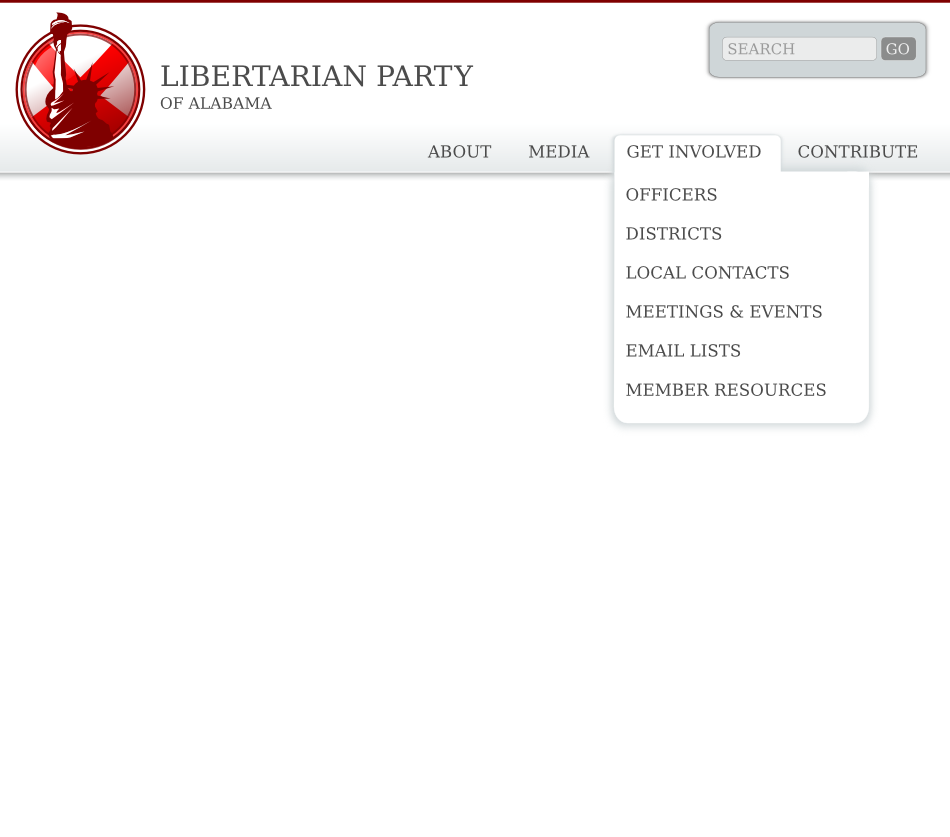 SEARCH GO
LIBERTARIAN PARTY
OF ALABAMA
ABOUT MEDIA GET INVOLVED CONTRIBUTE
OFFICERS
DISTRICTS
LOCAL CONTACTS
MEETINGS & EVENTS
EMAIL LISTS
MEMBER RESOURCES